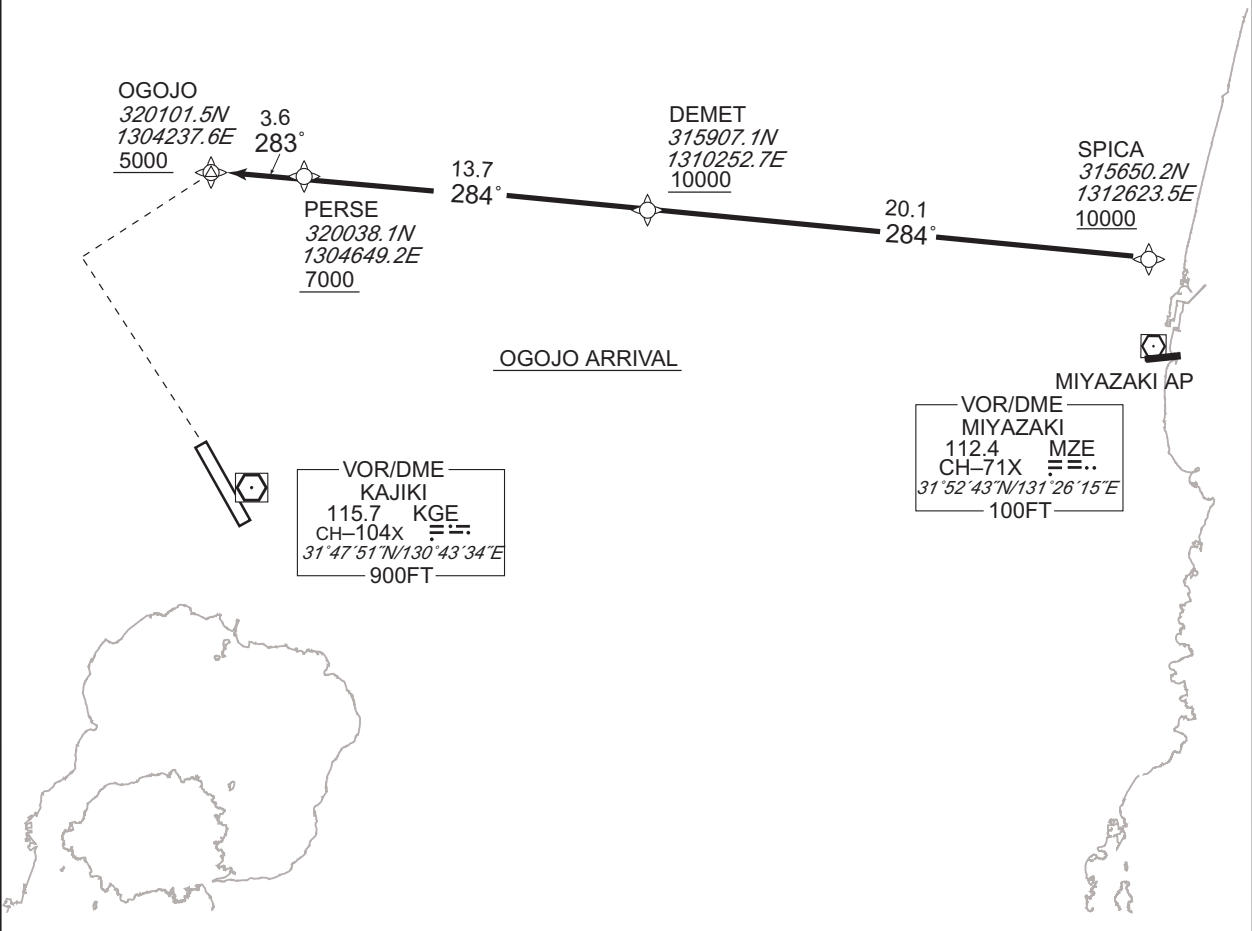 OGOJO
320101.5N
1304237.6E
5000
3.6
283°
PERSE
320038.1N
1304649.2E
7000
13.7
284°
DEMET
315907.1N
1310252.7E
10000
20.1
284°
SPICA
315650.2N
1312623.5E
10000
OGOJO ARRIVAL
MIYAZAKI AP
VOR/DME
MIYAZAKI
112.4 MZE
CH–71X
31°52′43″N/131°26′15″E
100FT
VOR/DME
KAJIKI
115.7 KGE
CH–104X
31°47′51″N/130°43′34″E
900FT